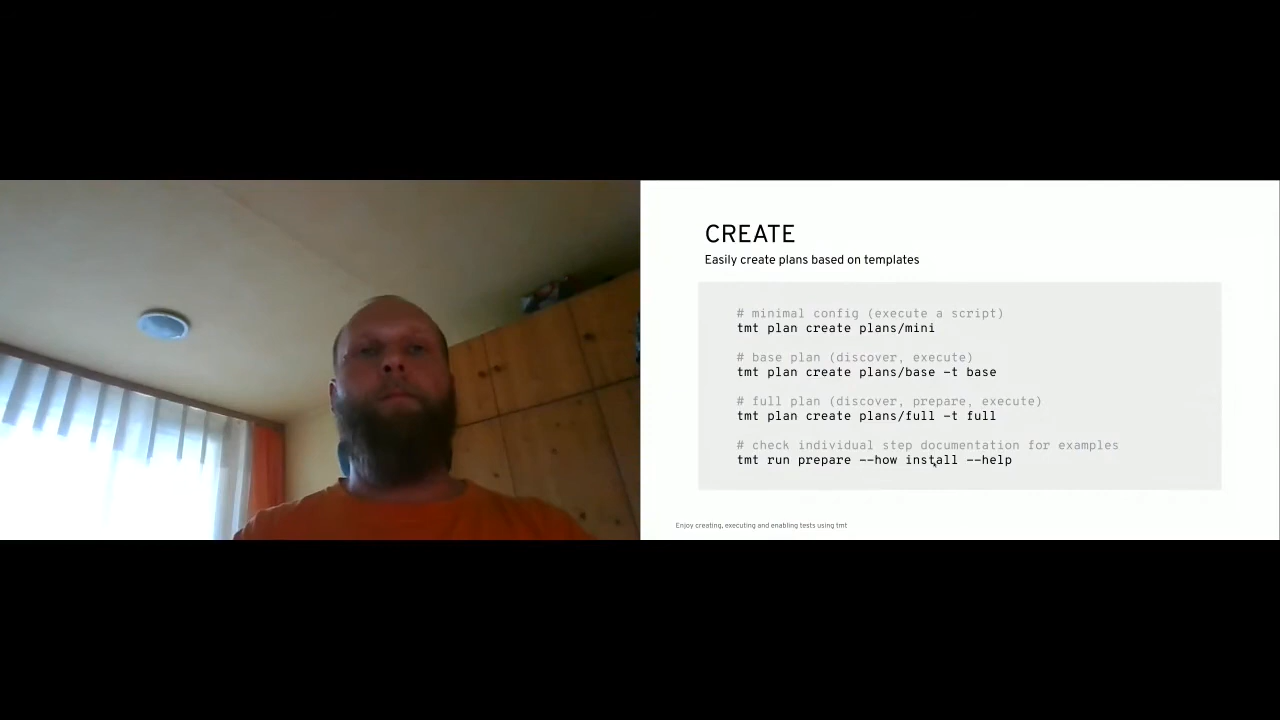 CREATE
Easily create plans based on templates
# minimal config (execute a script)
tmt plan create plans/mini
# base plan (discover, execute)
tmt plan create plans/base -t base
# full plan (discover, prepare, execute)
tmt plan create plans/full -t full
# check individual step documentation for examples
tmt run prepare --how install --help
Enjoy creating, executing and enabling tests using tmt